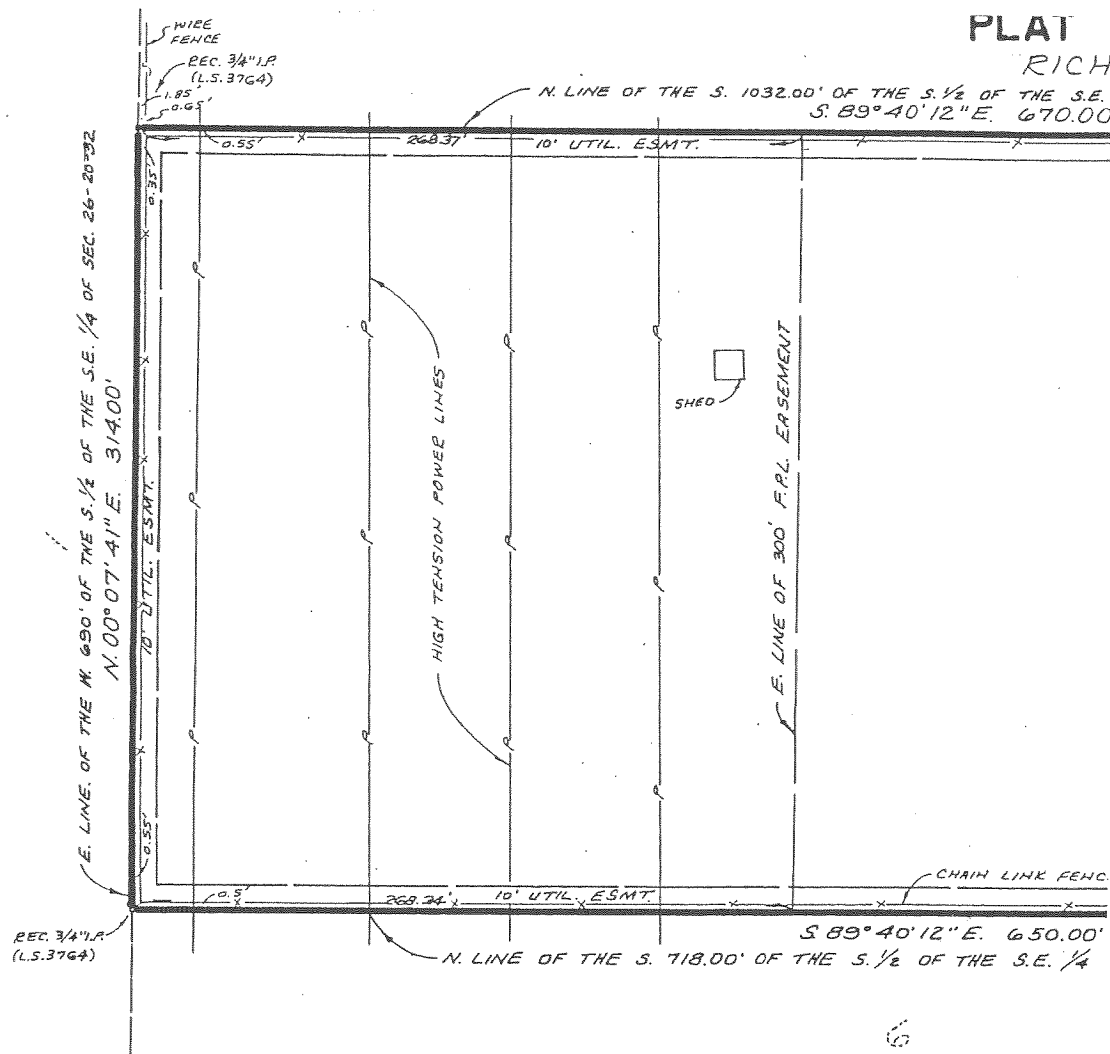 PLAT
RICH
WIRE
FENCE
REC. 3/4" I.P.
(L.S. 3764)
1.85'
0.65'
N. LINE OF THE S. 1032.00' OF THE S. 1/2 OF THE S.E.
S. 89° 40' 12" E. 670.00
0.55'
268.37'
10' UTIL. ESMT.
0.35'
E. LINE OF THE W. 690' OF THE S. 1/2 OF THE S.E. 1/4 OF SEC. 26-20-32
N. 00° 07' 41" E. 314.00'
10' UTIL. ESMT.
HIGH TENSION POWER LINES
SHED
E. LINE OF 300' F.P.L. EASEMENT
0.55'
0.5'
268.34'
10' UTIL. ESMT.
CHAIN LINK FENC
REC. 3/4" I.P.
(L.S. 3764)
S. 89° 40' 12" E. 650.00'
N. LINE OF THE S. 718.00' OF THE S. 1/2 OF THE S.E. 1/4
6